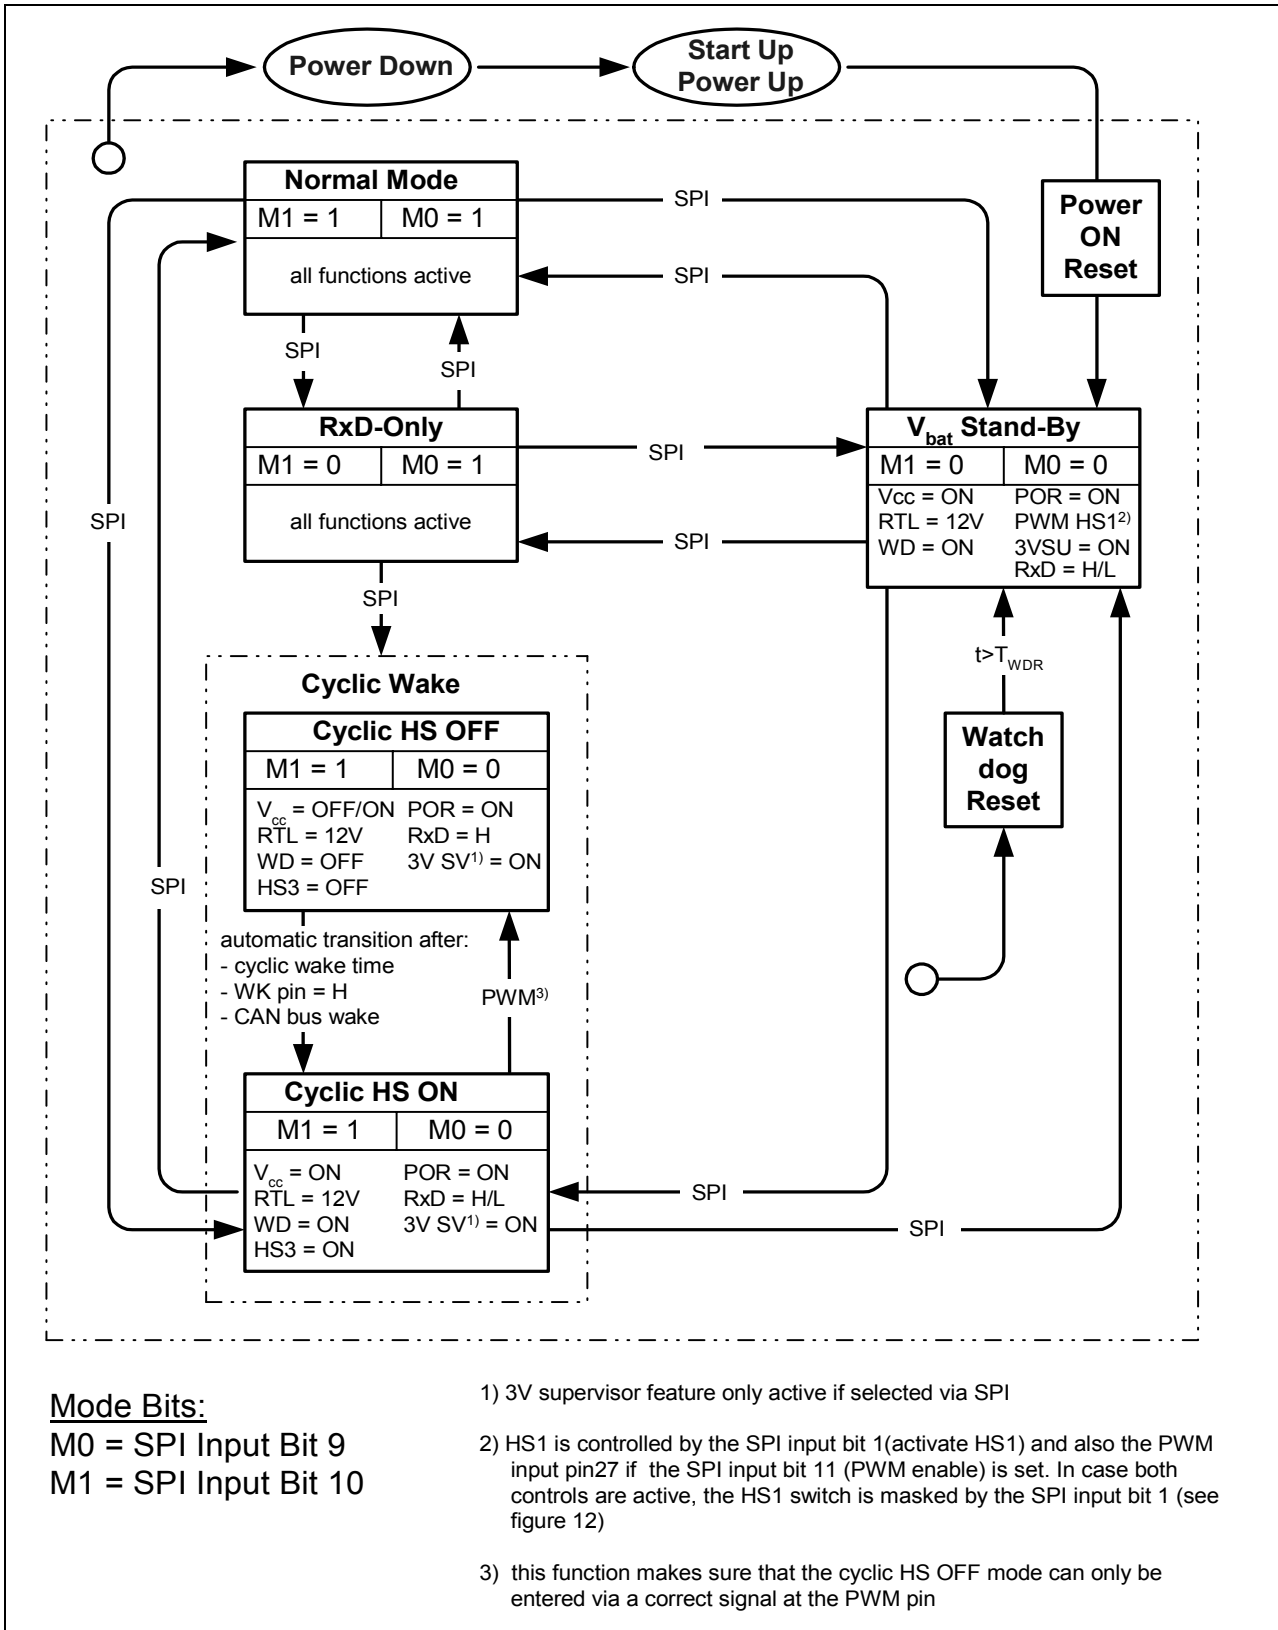 Power Down
Start Up
Power Up
Normal Mode
M1 = 1
M0 = 1
all functions active
SPI
SPI
Power
ON
Reset
SPI
SPI
RxD-Only
M1 = 0
M0 = 1
all functions active
SPI
SPI
Vbat Stand-By
M1 = 0
M0 = 0
Vcc = ON
POR = ON
RTL = 12V
PWM HS1²⁾
WD = ON
3VSU = ON
RxD = H/L
SPI
SPI
t>TWDR
Cyclic Wake
Cyclic HS OFF
M1 = 1
M0 = 0
Vcc = OFF/ON
POR = ON
RTL = 12V
RxD = H
WD = OFF
3V SV¹⁾ = ON
HS3 = OFF
SPI
Watch
dog
Reset
automatic transition after:
- cyclic wake time
- WK pin = H
- CAN bus wake
PWM³⁾
Cyclic HS ON
M1 = 1
M0 = 0
Vcc = ON
POR = ON
RTL = 12V
RxD = H/L
WD = ON
3V SV¹⁾ = ON
HS3 = ON
SPI
SPI
Mode Bits:
M0 = SPI Input Bit 9
M1 = SPI Input Bit 10
1) 3V supervisor feature only active if selected via SPI
2) HS1 is controlled by the SPI input bit 1(activate HS1) and also the PWM
input pin27 if the SPI input bit 11 (PWM enable) is set. In case both
controls are active, the HS1 switch is masked by the SPI input bit 1 (see
figure 12)
3) this function makes sure that the cyclic HS OFF mode can only be
entered via a correct signal at the PWM pin